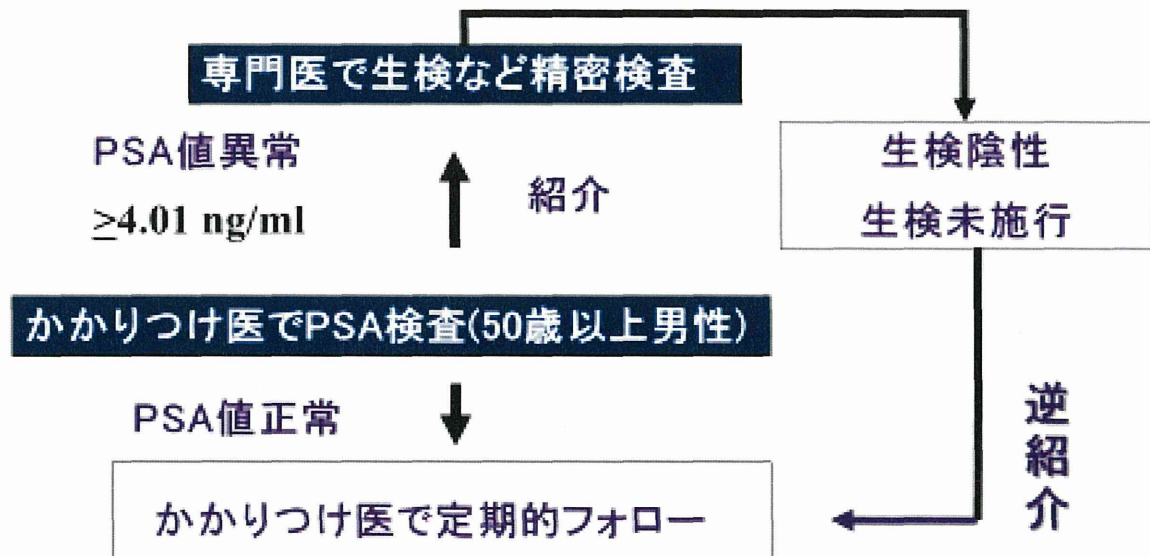 専門医で生検など精密検査
PSA値異常
≥4.01 ng/ml
紹介
生検陰性
生検未施行
かかりつけ医でPSA検査(50歳以上男性)
PSA値正常
逆紹介
かかりつけ医で定期的フォロー